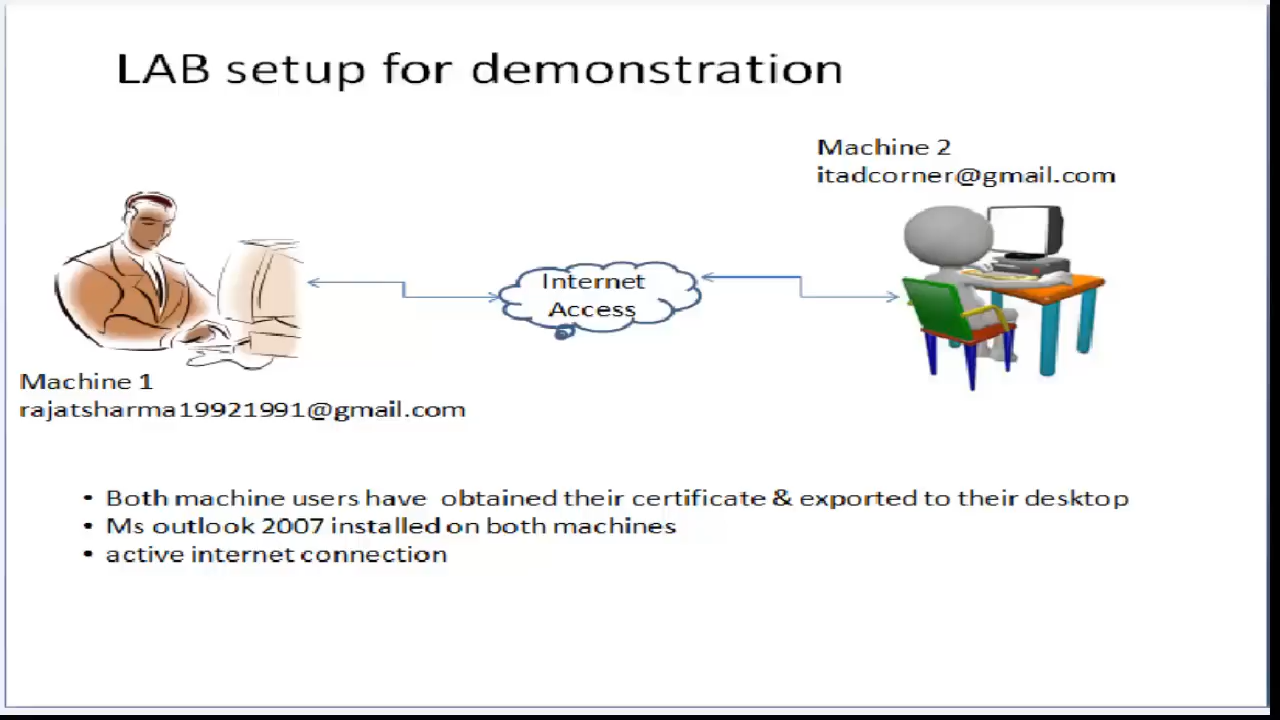 LAB setup for demonstration
Machine 2
itadcorner@gmail.com
Internet
Access
Machine 1
rajatsharma19921991@gmail.com
• Both machine users have obtained their certificate & exported to their desktop
• Ms outlook 2007 installed on both machines
• active internet connection